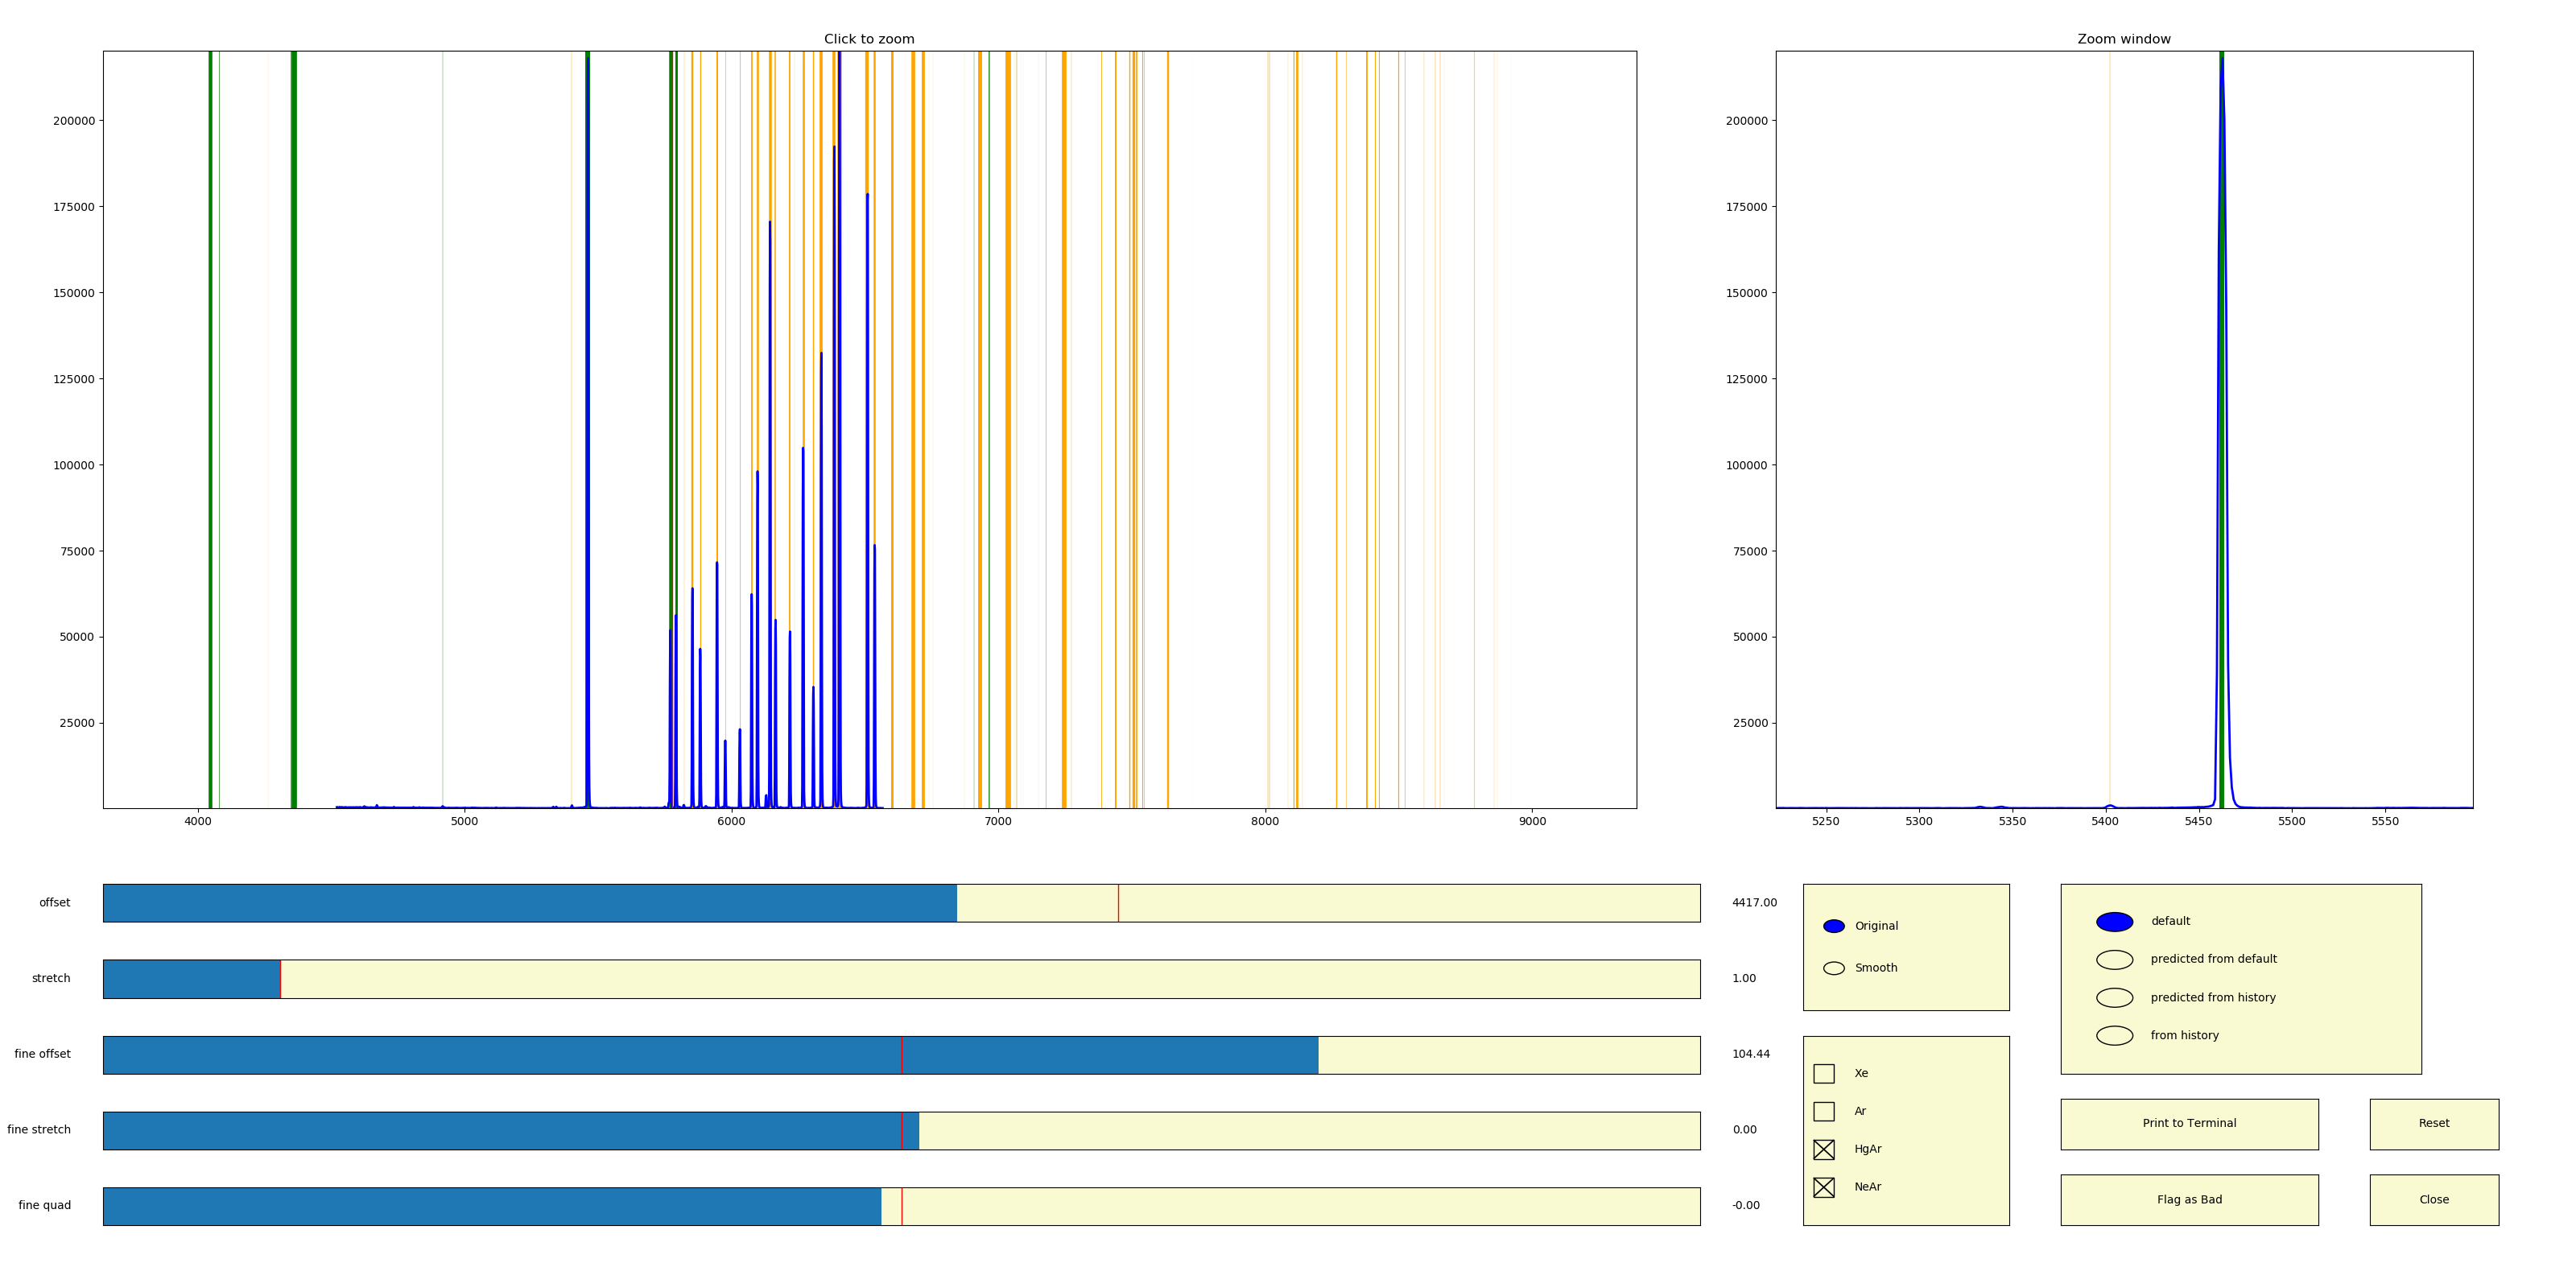 Click to zoom
200000
175000
150000
125000
100000
75000
50000
25000
4000 5000 6000 7000 8000 9000
Zoom window
200000
175000
150000
125000
100000
75000
50000
25000
5250 5300 5350 5400 5450 5500 5550
offset 4417.00
stretch 1.00
fine offset 104.44
fine stretch 0.00
fine quad -0.00
Original
Smooth
Xe
Ar
HgAr
NeAr
default
predicted from default
predicted from history
from history
Print to Terminal
Reset
Flag as Bad
Close